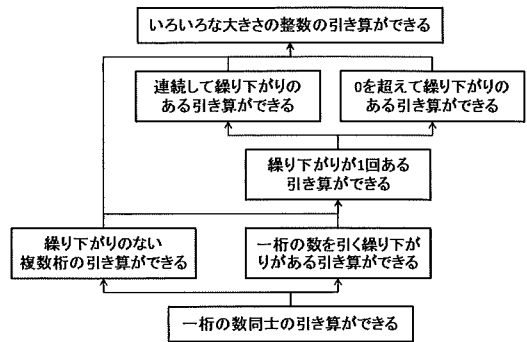 いろいろな大きさの整数の引き算ができる
連続して繰り下がりの
ある引き算ができる
0を超えて繰り下がりの
ある引き算ができる
繰り下がりが1回ある
引き算ができる
繰り下がりのない
複数桁の引き算ができる
一桁の数を引く繰り下が
りがある引き算ができる
一桁の数同士の引き算ができる